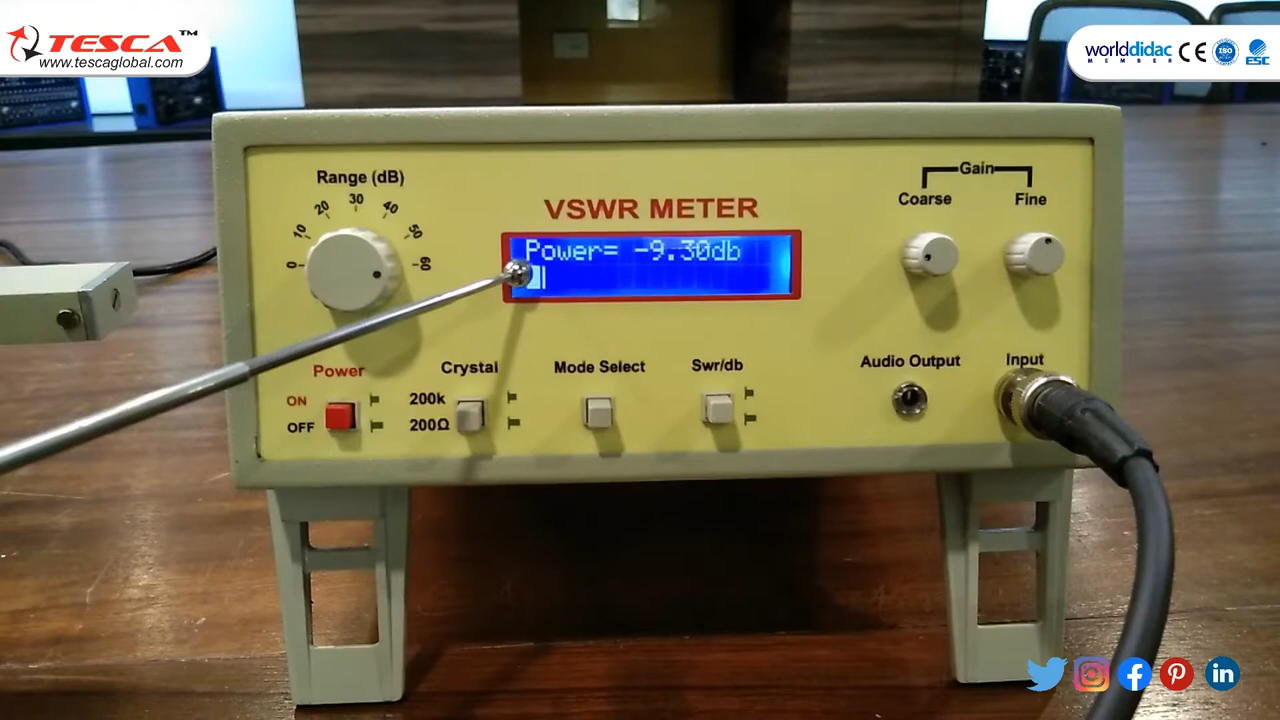 TESCA™
www.tescaglobal.com
worlddidac
MEMBER
CE
ISO
ESC
Range (dB)
0 10 20 30 40 50 60
VSWR METER
Power= -9.30db
Gain
Coarse
Fine
Power
ON
OFF
Crystal
200k
200Ω
Mode Select
Swr/db
Audio Output
Input